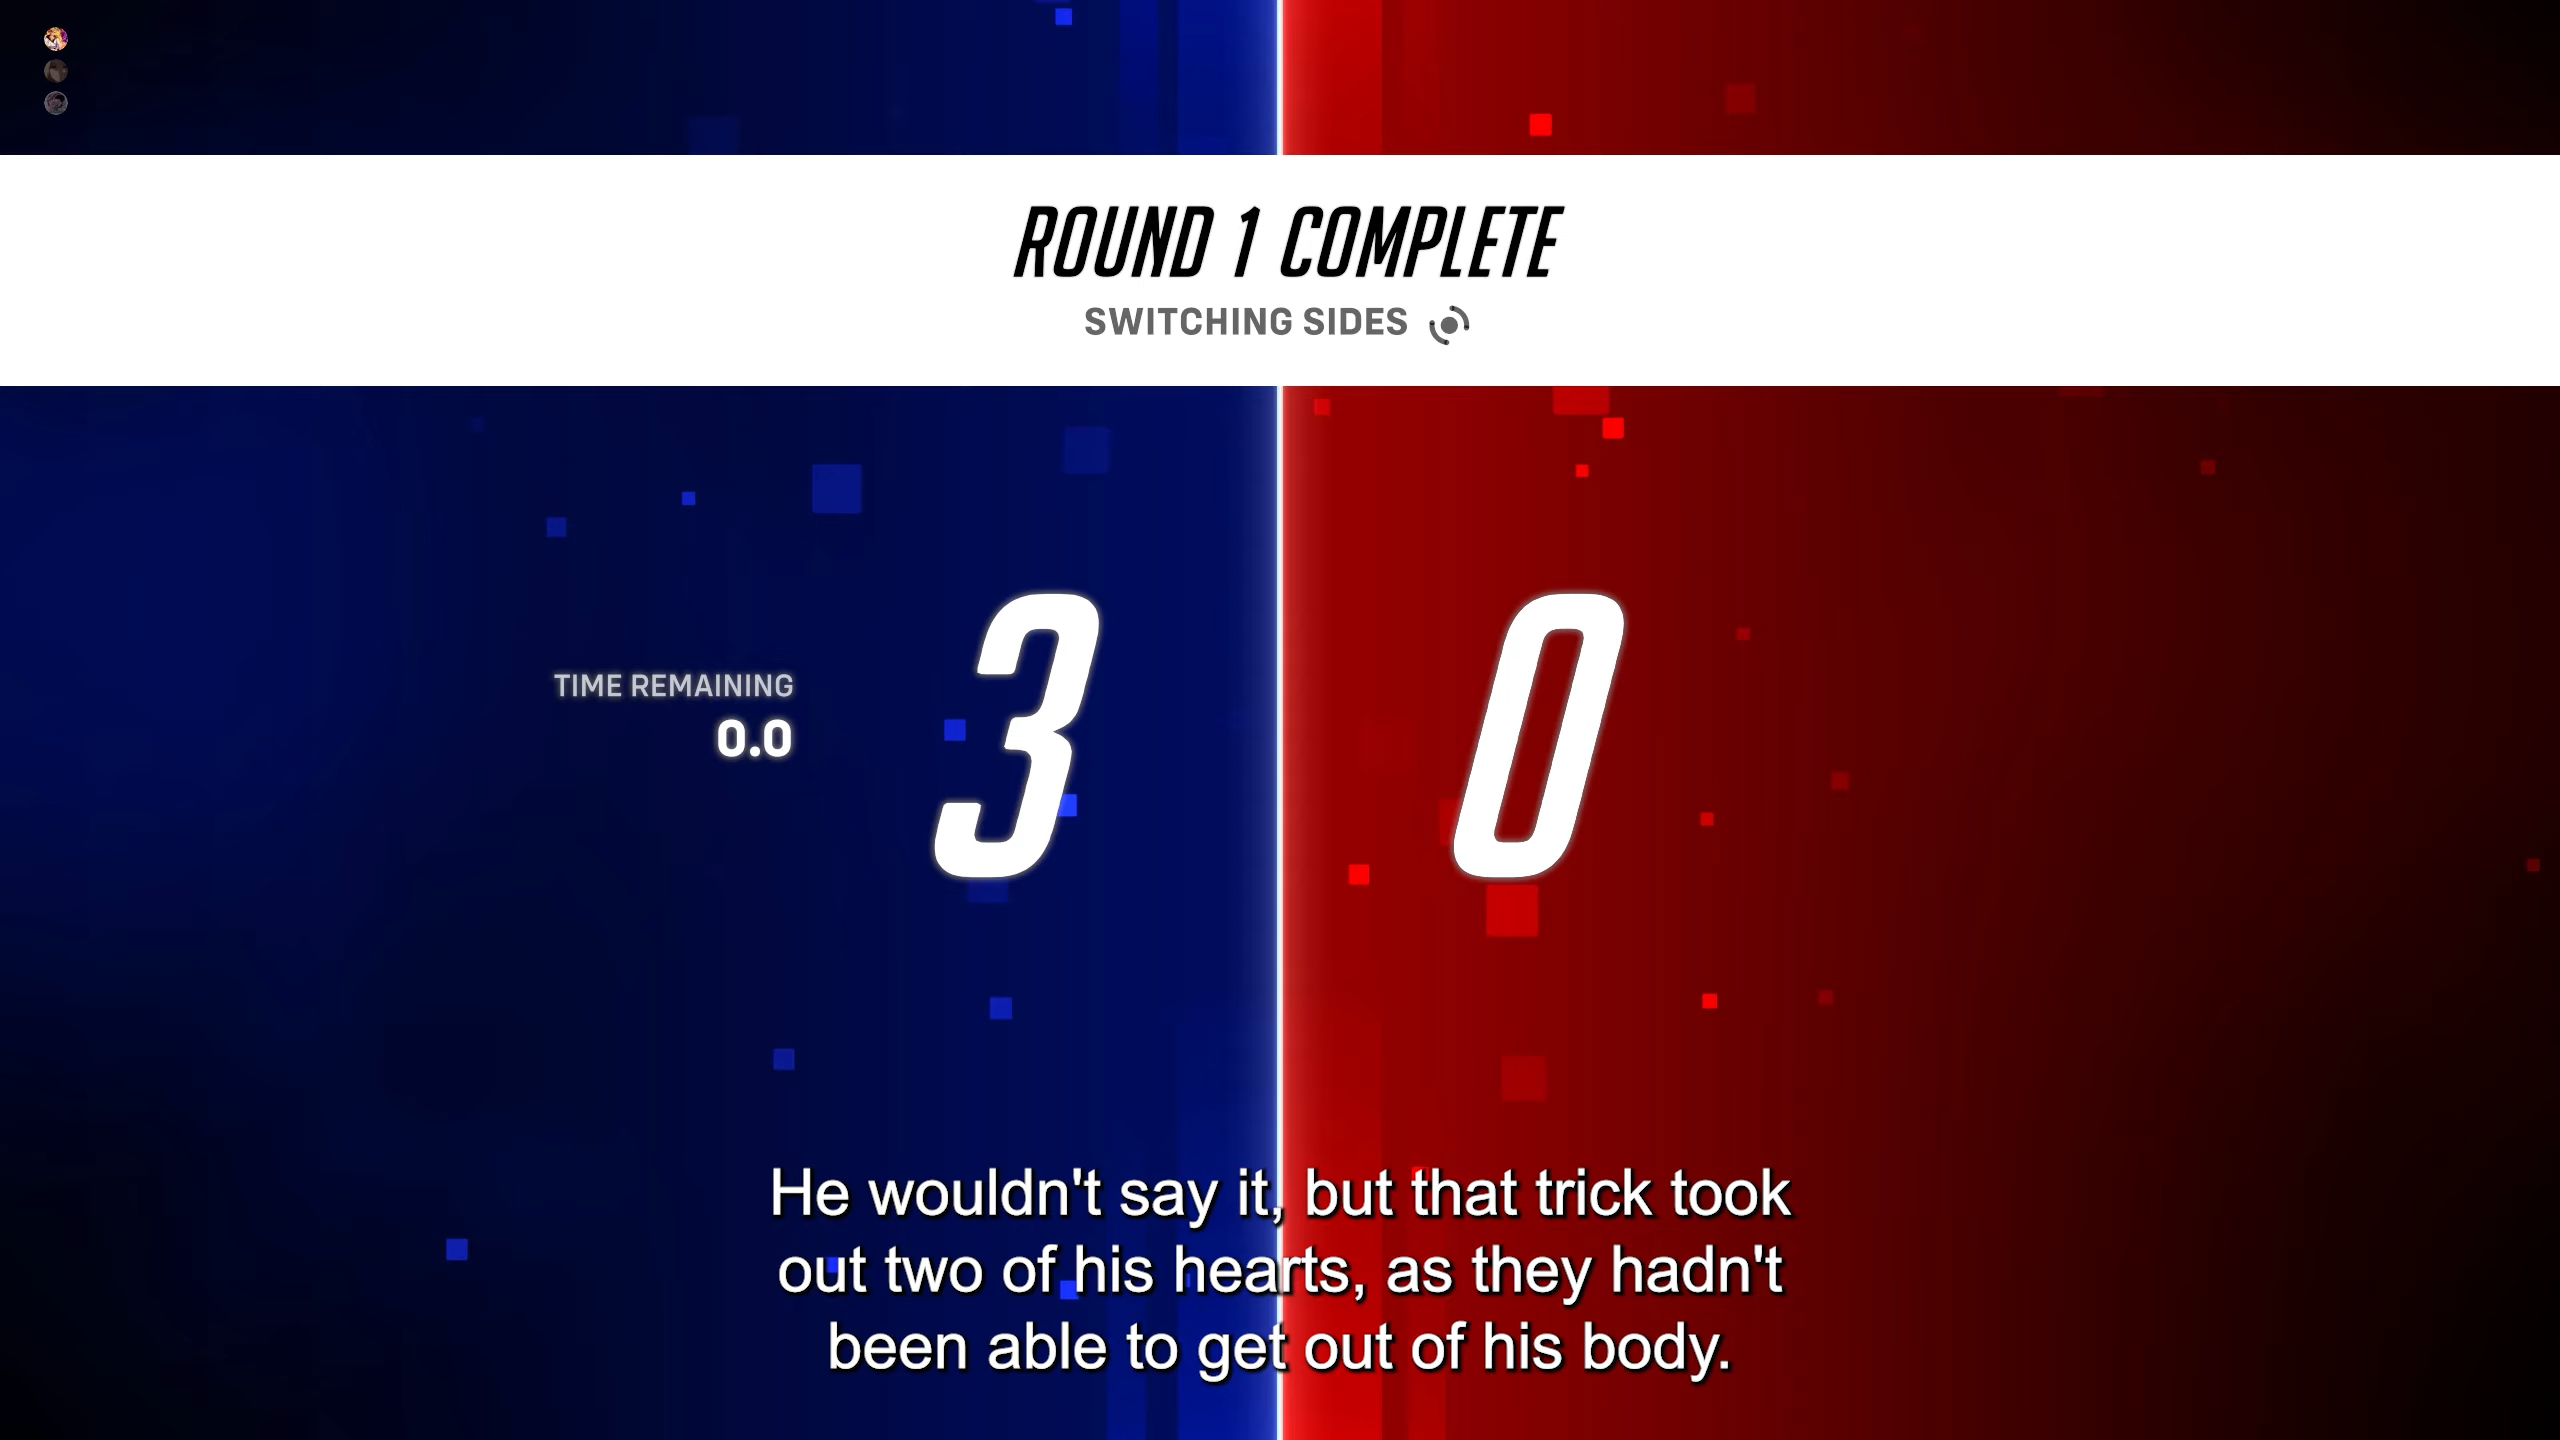 ROUND 1 COMPLETE
SWITCHING SIDES
TIME REMAINING
0.0
3
0
He wouldn't say it, but that trick took
out two of his hearts, as they hadn't
been able to get out of his body.